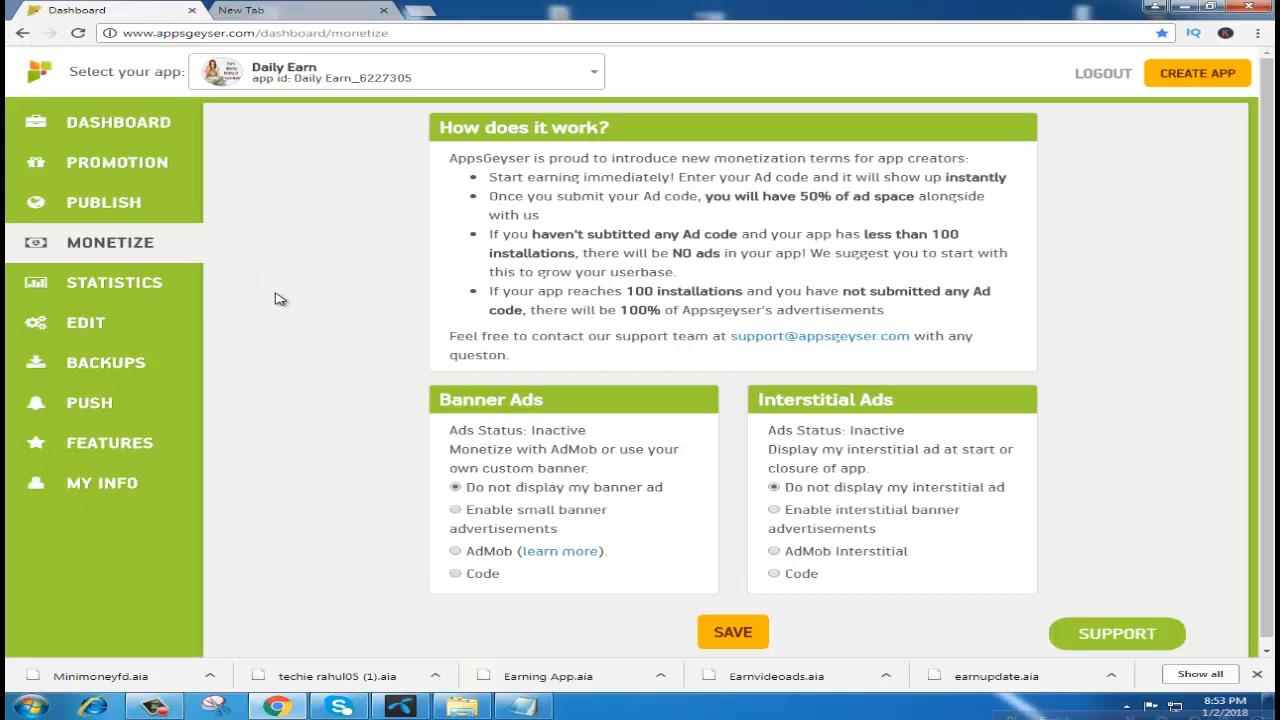 Dashboard
New Tab
www.appsgeyser.com/dashboard/monetize
IQ
K
Select your app:
Daily Earn
app id: Daily Earn_6227305
LOGOUT
CREATE APP
DASHBOARD
PROMOTION
PUBLISH
MONETIZE
STATISTICS
EDIT
BACKUPS
PUSH
FEATURES
MY INFO
How does it work?
AppsGeyser is proud to introduce new monetization terms for app creators:
Start earning immediately! Enter your Ad code and it will show up instantly
Once you submit your Ad code, you will have 50% of ad space alongside
with us
If you haven't subtitted any Ad code and your app has less than 100
installations, there will be NO ads in your app! We suggest you to start with
this to grow your userbase.
If your app reaches 100 installations and you have not submitted any Ad
code, there will be 100% of Appsgeyser's advertisements
Feel free to contact our support team at support@appsgeyser.com with any
queston.
Banner Ads
Ads Status: Inactive
Monetize with AdMob or use your
own custom banner.
Do not display my banner ad
Enable small banner
advertisements
AdMob (learn more).
Code
Interstitial Ads
Ads Status: Inactive
Display my interstitial ad at start or
closure of app.
Do not display my interstitial ad
Enable interstitial banner
advertisements
AdMob Interstitial
Code
SAVE
SUPPORT
Minimoneyfd.aia
techie rahul05 (1).aia
Earning App.aia
Earnvideoads.aia
earnupdate.aia
Show all
8:53 PM
1/2/2018